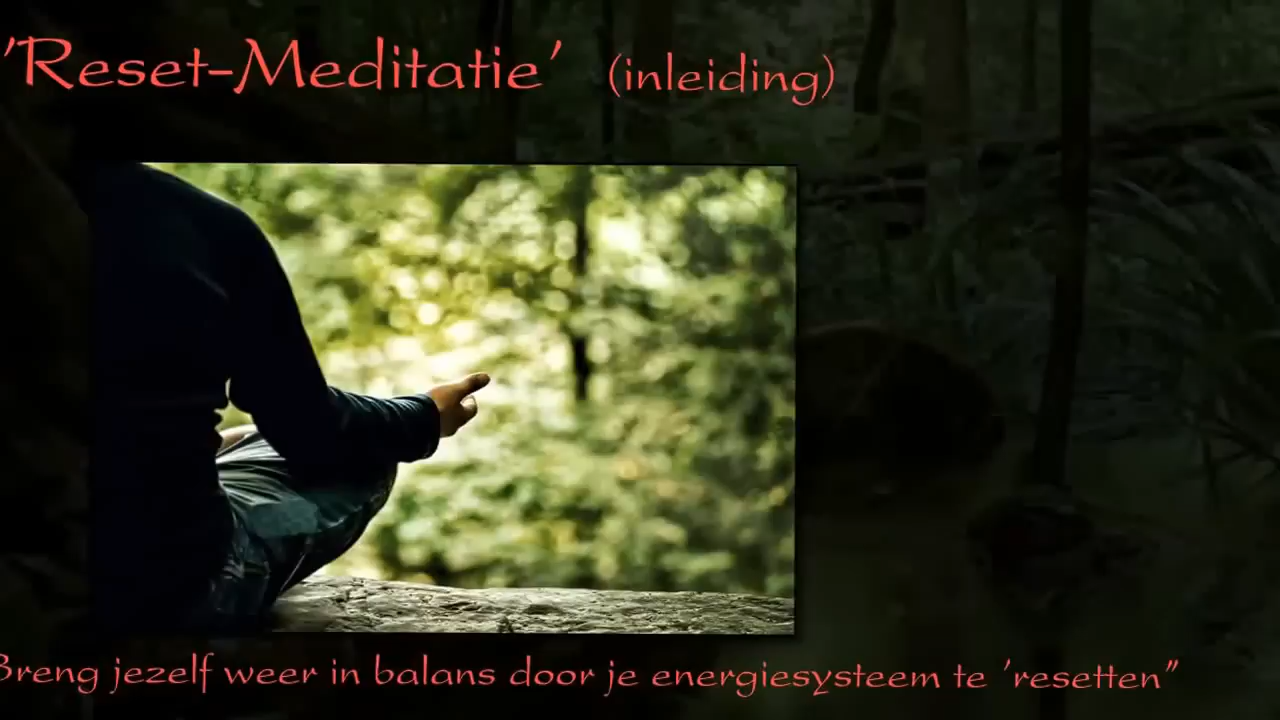 'Reset-Meditatie' (inleiding)
Breng jezelf weer in balans door je energiesysteem te 'resetten"